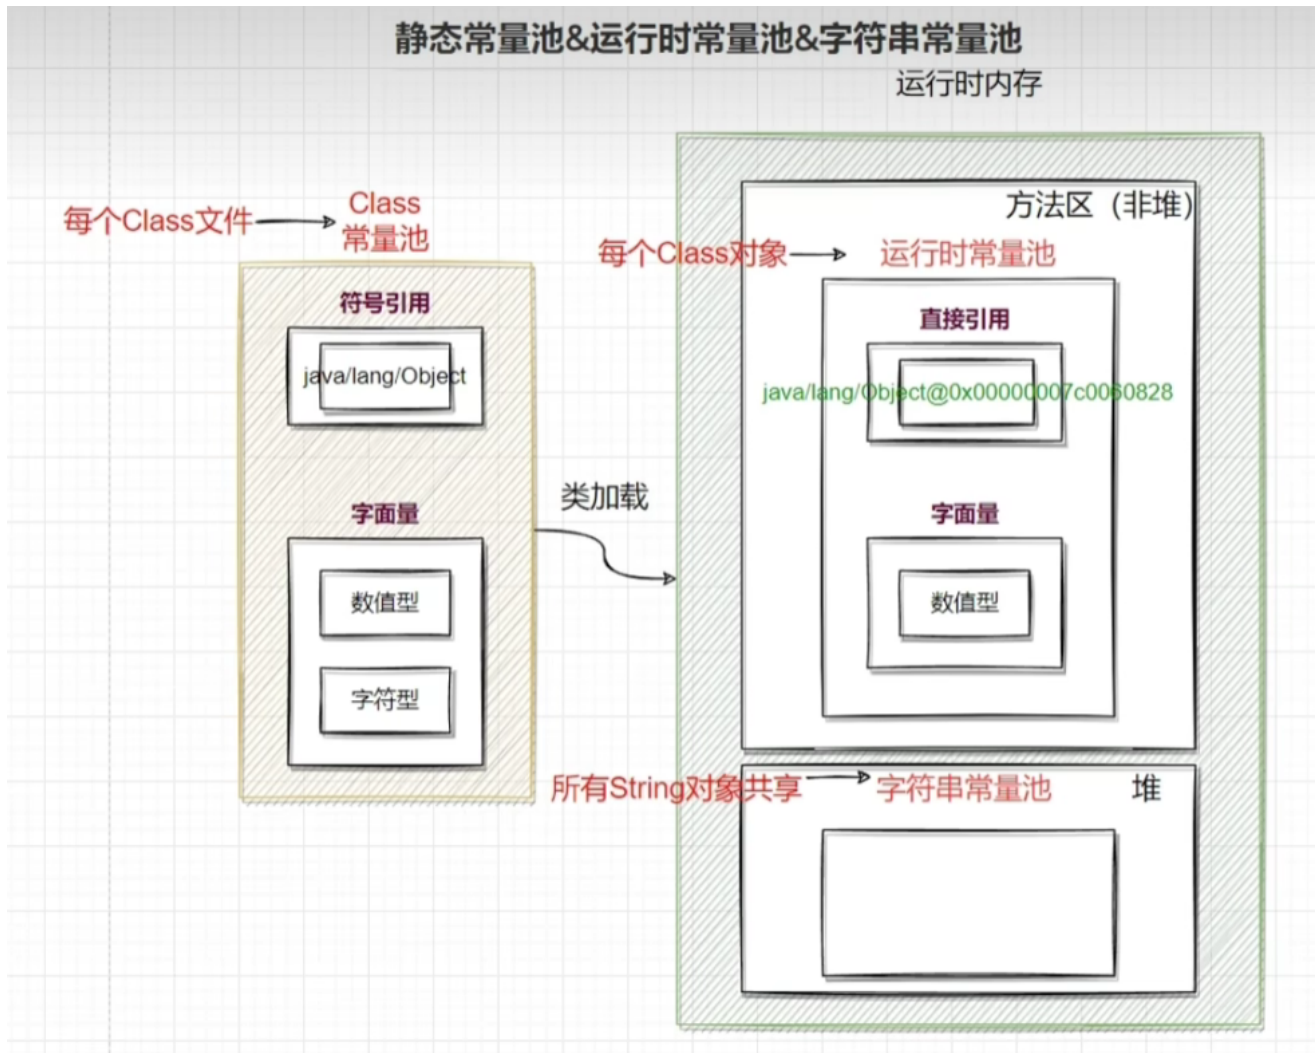 静态常量池&运行时常量池&字符串常量池
运行时内存
每个Class文件
Class
常量池
符号引用
java/lang/Object
字面量
数值型
字符型
类加载
方法区（非堆）
每个Class对象
运行时常量池
直接引用
java/lang/Object@0x00000007c0060828
字面量
数值型
所有String对象共享
字符串常量池
堆